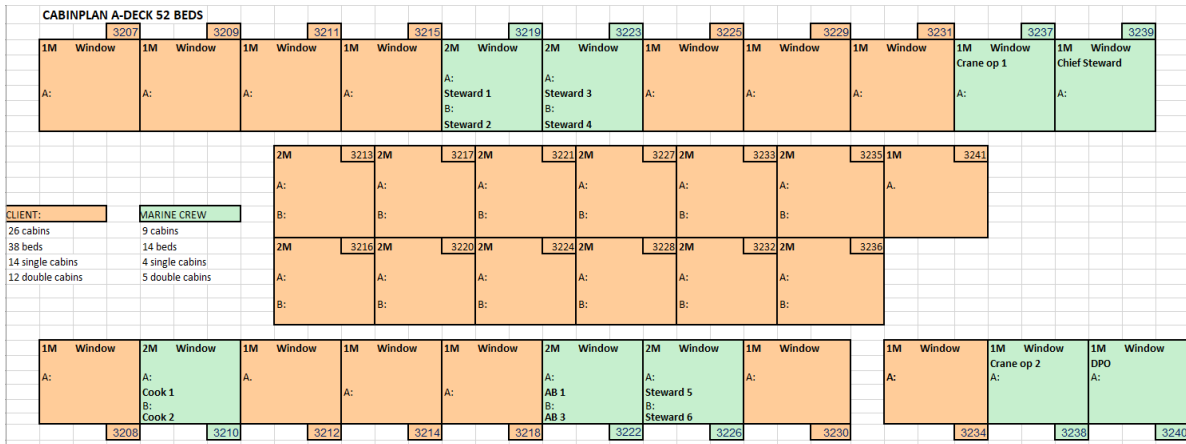 CABINPLAN A-DECK 52 BEDS
3207 3209 3211 3215 3219 3223 3225 3229 3231 3237 3239
1M Window 1M Window 1M Window 1M Window 2M Window 2M Window 1M Window 1M Window 1M Window 1M Window 1M Window
Crane op 1 Chief Steward
A: A:
A: A: A: A: Steward 1 Steward 3 A: A: A: A: A:
B: B:
Steward 2 Steward 4
2M 3213 2M 3217 2M 3221 2M 3227 2M 3233 2M 3235 1M 3241
A: A: A: A: A: A: A.
B: B: B: B: B: B:
CLIENT: MARINE CREW
26 cabins 9 cabins
38 beds 14 beds
14 single cabins 4 single cabins
12 double cabins 5 double cabins
2M 3216 2M 3220 2M 3224 2M 3228 2M 3232 2M 3236
A: A: A: A: A: A:
B: B: B: B: B: B:
1M Window 2M Window 1M Window 1M Window 1M Window 2M Window 2M Window 1M Window 1M Window 1M Window 1M Window
Crane op 2 DPO
A: A: A. A: A: A: A: A: A:
Cook 1 A: A: AB 1 Steward 5
B: B: B:
Cook 2 AB 3 Steward 6
3208 3210 3212 3214 3218 3222 3226 3230 3234 3238 3240